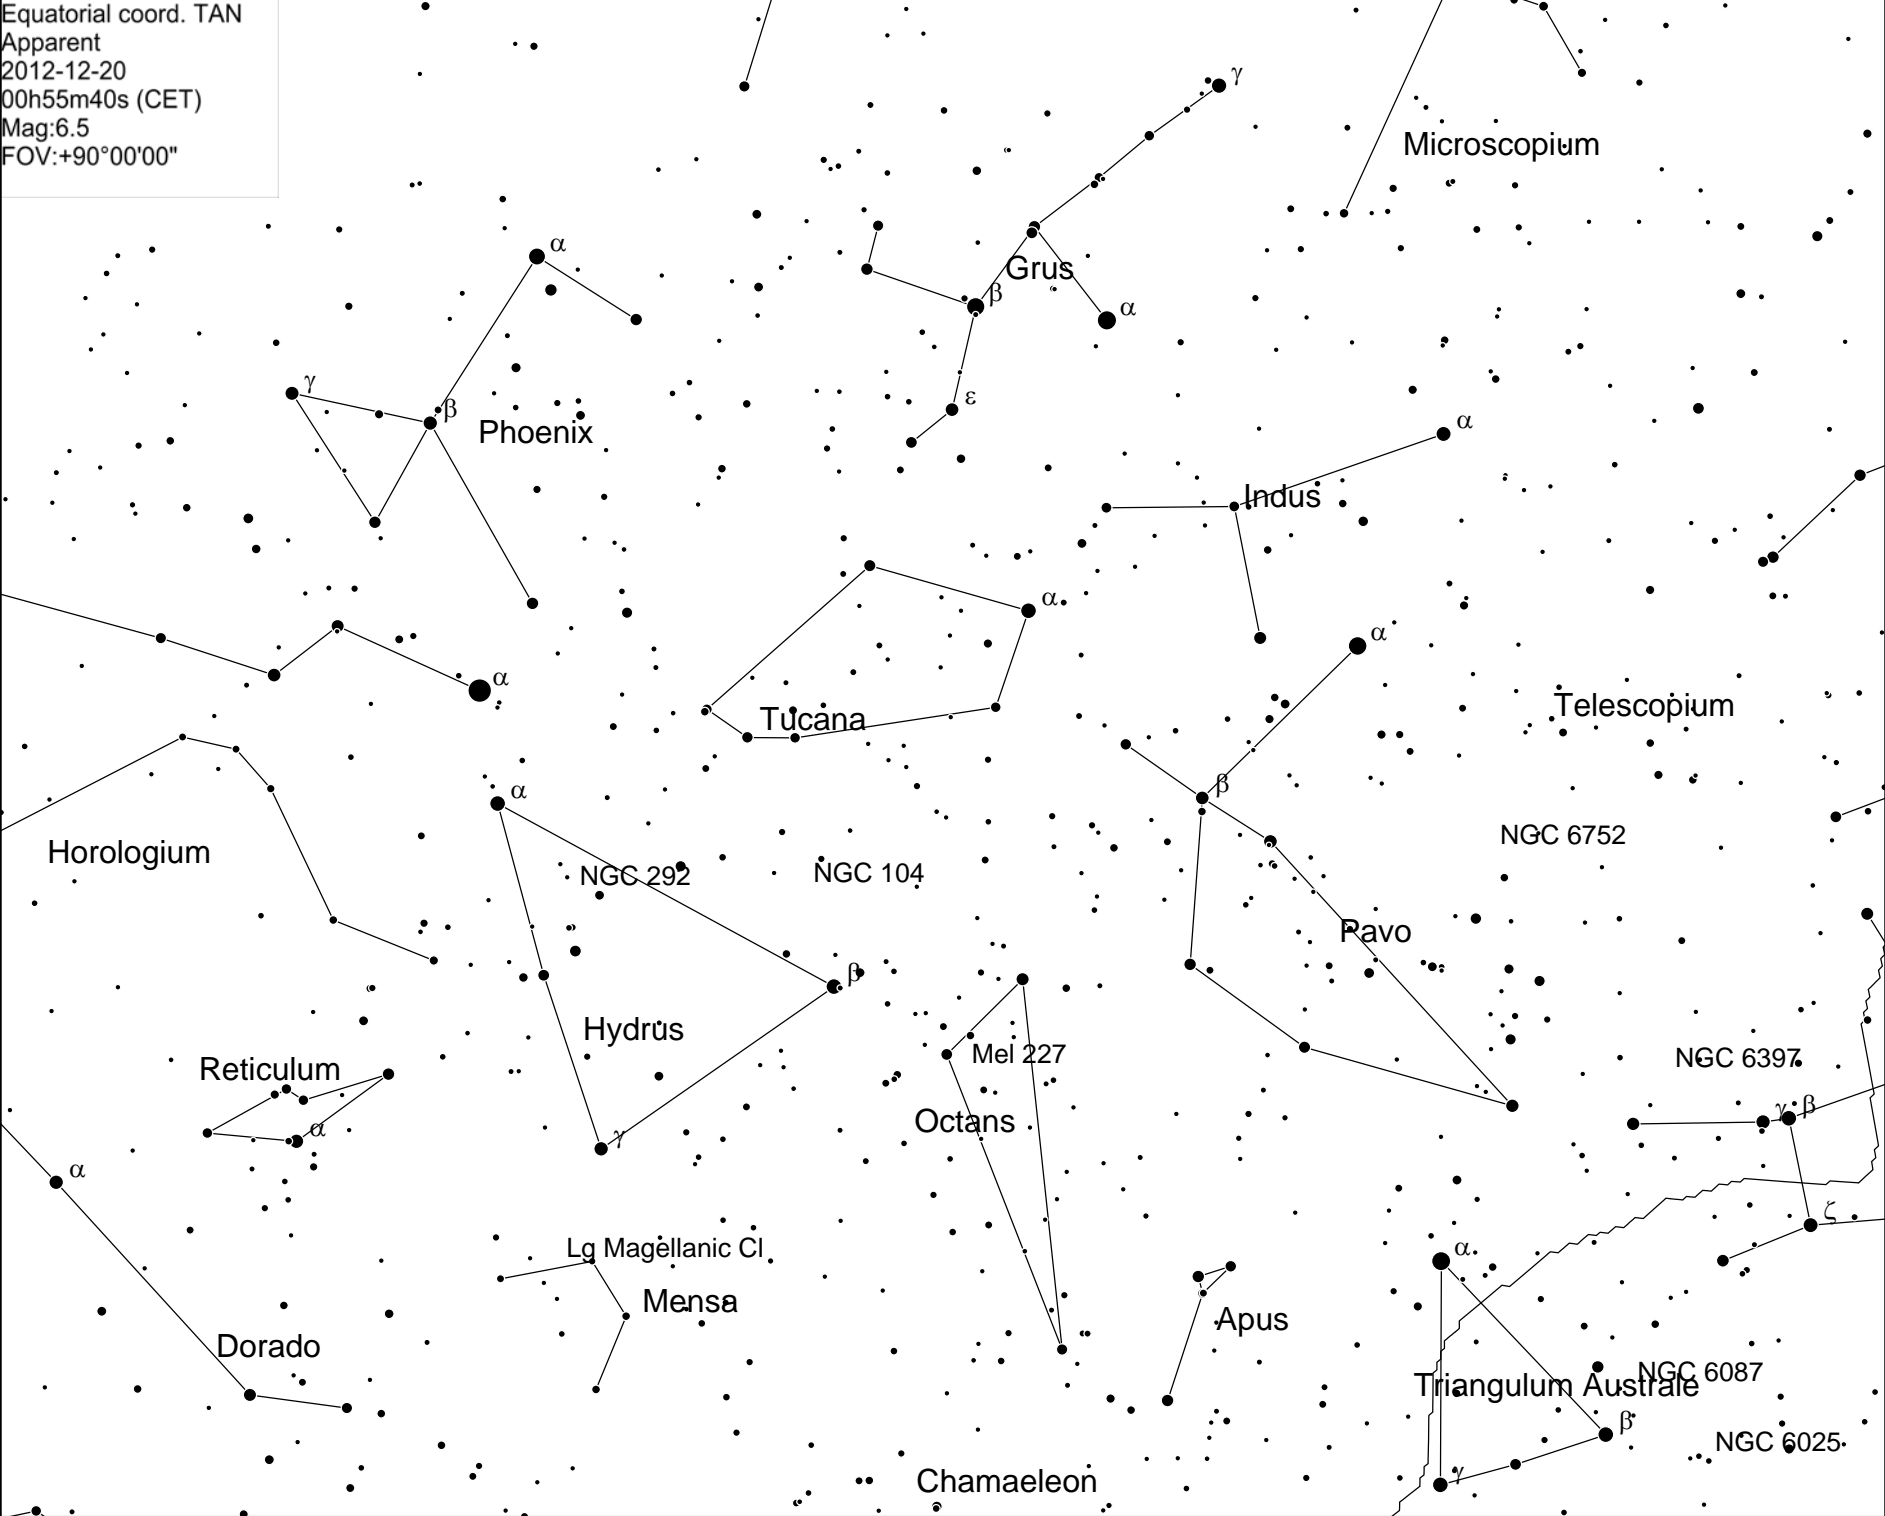 Equatorial coord. TAN
Apparent
2012-12-20
00h55m40s (CET)
Mag:6.5
FOV:+90°00'00"
γ
Microscopium
α
Grus
β
α
γ
β
ε
Phoenix
α
Indus
α
α
α
Tucana
Telescopium
β
α
NGC 6752
Horologium
NGC 292
NGC 104
Pavo
β
Hydrus
Mel 227
NGC 6397
Reticulum
γ
β
Octans
α
γ
α
ζ
Lg Magellanic Cl
α
Mensa
Apus
Dorado
NGC 6087
Triangulum Australe
β
NGC 6025
γ
Chamaeleon